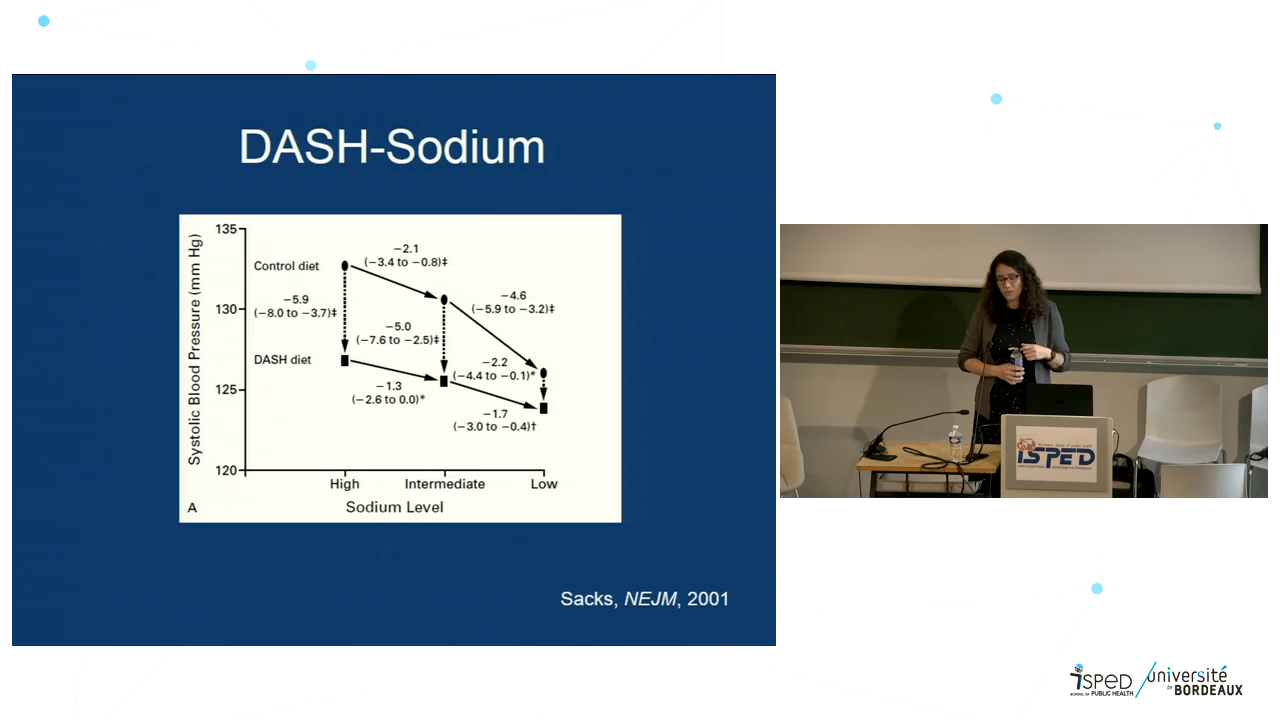 DASH-Sodium
135
130
125
120
Systolic Blood Pressure (mm Hg)
Control diet
−2.1
(−3.4 to −0.8)‡
−5.9
(−8.0 to −3.7)‡
−4.6
(−5.9 to −3.2)‡
−5.0
(−7.6 to −2.5)‡
DASH diet
−2.2
(−4.4 to −0.1)*
−1.3
(−2.6 to 0.0)*
−1.7
(−3.0 to −0.4)†
High Intermediate Low
A
Sodium Level
Sacks, NEJM, 2001
iSPED
iSPED
SCHOOL OF PUBLIC HEALTH
université
de BORDEAUX